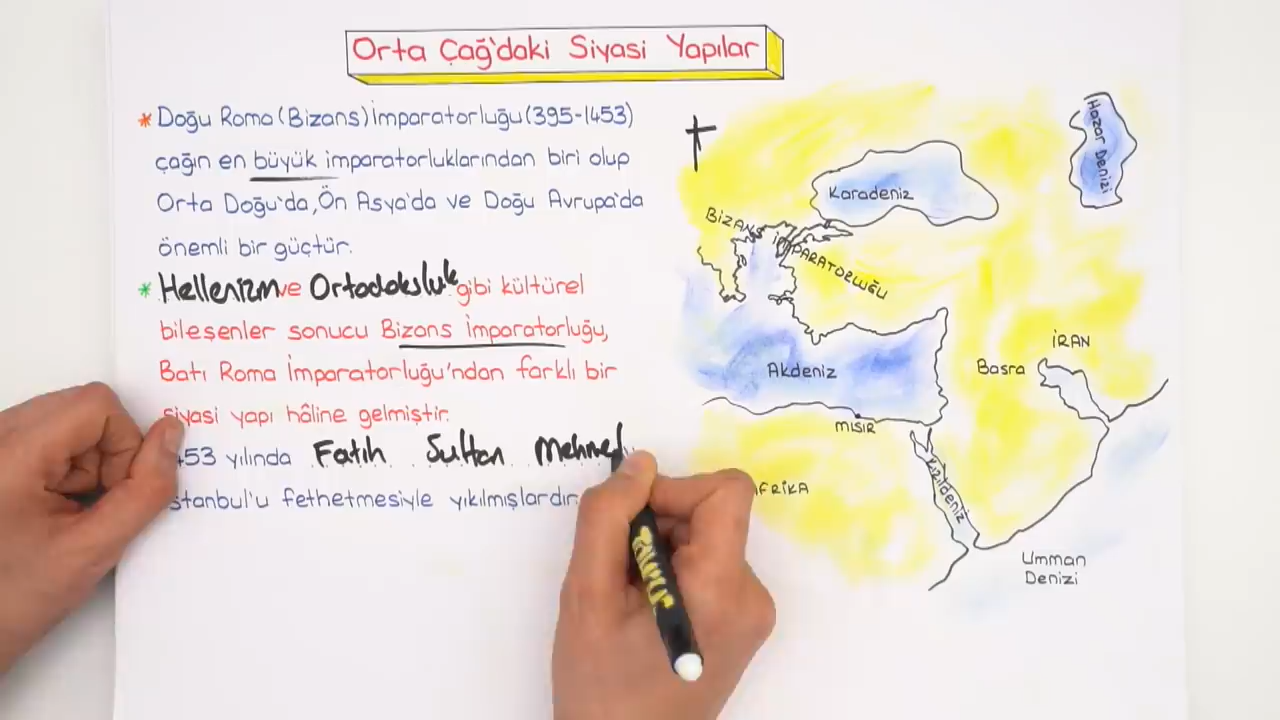 Orta Çağ'daki Siyasi Yapılar
* Doğu Roma (Bizans) İmparatorluğu (395-1453)
çağın en büyük imparatorluklarından biri olup
Orta Doğu'da, Ön Asya'da ve Doğu Avrupa'da
önemli bir güçtür.
* Hellenizm ve Ortodoksluk gibi kültürel
bileşenler sonucu Bizans İmparatorluğu,
Batı Roma İmparatorluğu'ndan farklı bir
siyasi yapı hâline gelmiştir.
453 yılında Fatih Sultan Mehmed
stanbul'u fethetmesiyle yıkılmışlardır.
Hazar Denizi
Karadeniz
BİZANS İMPARATORLUĞU
İRAN
Basra
Akdeniz
MISIR
Kızıldeniz
FRİKA
Umman
Denizi